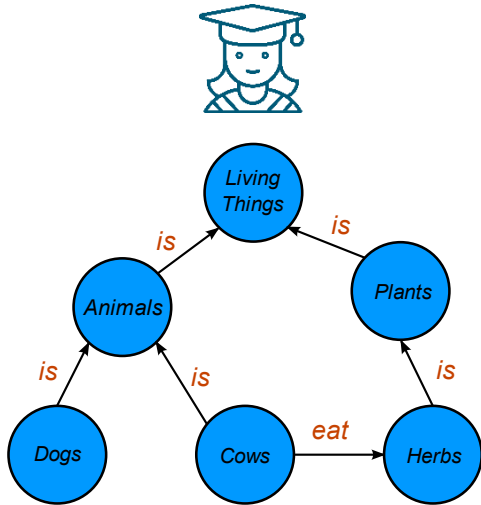 Living
Things
is
is
Animals
Plants
is
is
is
eat
Dogs
Cows
Herbs